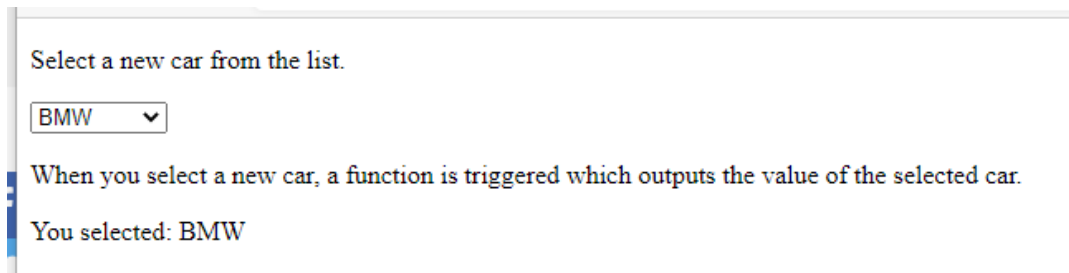 Select a new car from the list.
BMW
When you select a new car, a function is triggered which outputs the value of the selected car.
You selected: BMW